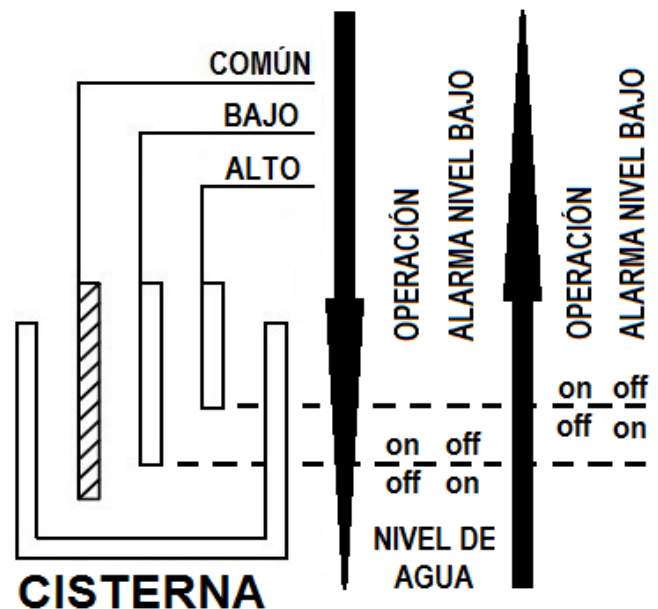 COMÚN
BAJO
ALTO
OPERACIÓN
ALARMA NIVEL BAJO
OPERACIÓN
ALARMA NIVEL BAJO
on off
off on
on off
off on
NIVEL DE
AGUA
CISTERNA